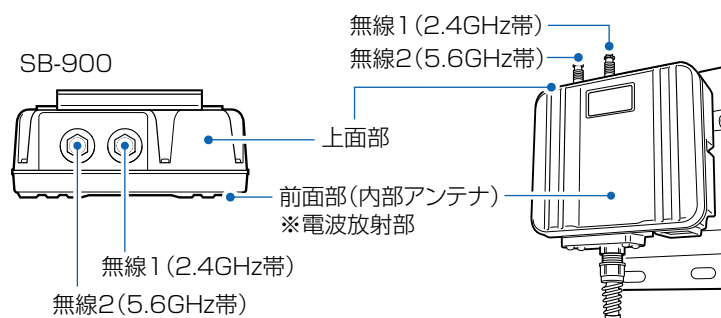 無線1(2.4GHz帯)
無線2(5.6GHz帯)
SB-900
上面部
前面部(内部アンテナ)
※電波放射部
無線1(2.4GHz帯)
無線2(5.6GHz帯)